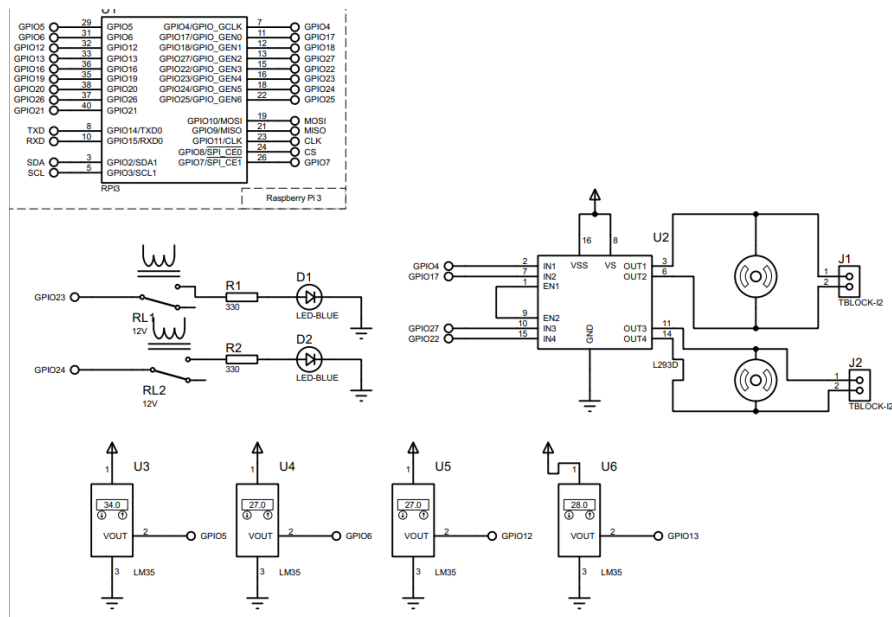 U1
GPIO5 29 GPIO5 GPIO4/GPIO_GCLK 7 GPIO4
GPIO6 31 GPIO6 GPIO17/GPIO_GEN0 11 GPIO17
GPIO12 32 GPIO12 GPIO18/GPIO_GEN1 12 GPIO18
GPIO13 33 GPIO13 GPIO27/GPIO_GEN2 13 GPIO27
GPIO16 36 GPIO16 GPIO22/GPIO_GEN3 15 GPIO22
GPIO19 35 GPIO19 GPIO23/GPIO_GEN4 16 GPIO23
GPIO20 38 GPIO20 GPIO24/GPIO_GEN5 18 GPIO24
GPIO26 37 GPIO26 GPIO25/GPIO_GEN6 22 GPIO25
GPIO21 40 GPIO21
GPIO10/MOSI 19 MOSI
TXD 8 GPIO14/TXD0 GPIO9/MISO 21 MISO
RXD 10 GPIO15/RXD0 GPIO11/CLK 23 CLK
GPIO8/SPI_CE0 24 CS
SDA 3 GPIO2/SDA1 GPIO7/SPI_CE1 26 GPIO7
SCL 5 GPIO3/SCL1
RPI3
Raspberry Pi 3
16 8 U2
VSS VS
GPIO4 2 IN1 OUT1 3
GPIO17 7 IN2 OUT2 6
1 EN1
9 EN2
GPIO27 10 IN3 OUT3 11
GPIO22 15 IN4 OUT4 14
GND
L293D
J1
1
2
TBLOCK-I2
J2
1
2
TBLOCK-I2
GPIO23
RL1
12V
R1
330
D1
LED-BLUE
GPIO24
RL2
12V
R2
330
D2
LED-BLUE
1 U3
34.0
VOUT 2 GPIO5
3 LM35
1 U4
27.0
VOUT 2 GPIO6
3 LM35
1 U5
27.0
VOUT 2 GPIO12
3 LM35
1 U6
28.0
VOUT 2 GPIO13
3 LM35